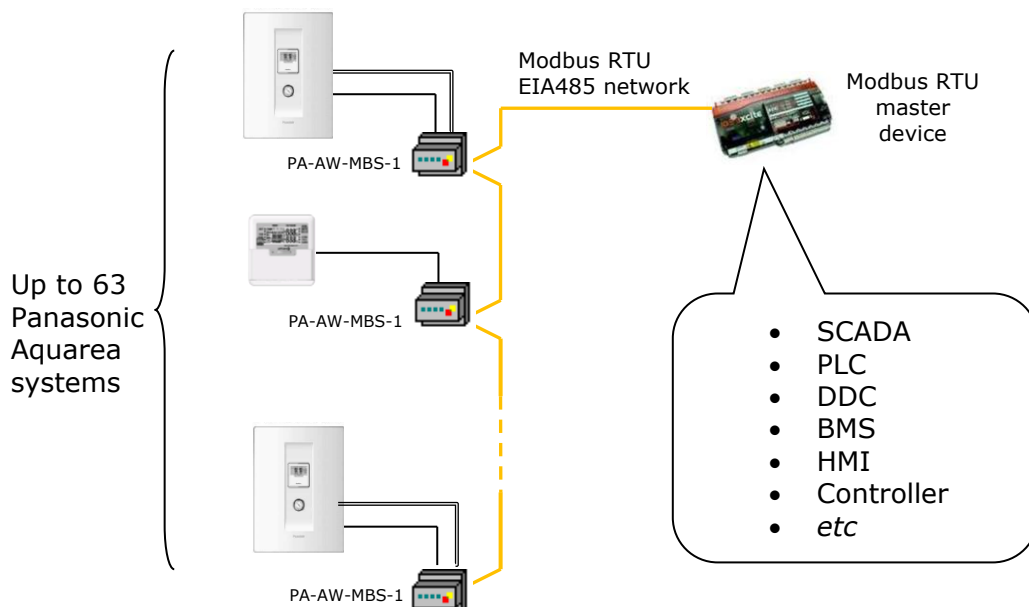 Modbus RTU
EIA485 network
Modbus RTU
master
device
PA-AW-MBS-1
Up to 63
Panasonic
Aquarea
systems
PA-AW-MBS-1
• SCADA
• PLC
• DDC
• BMS
• HMI
• Controller
• etc
PA-AW-MBS-1